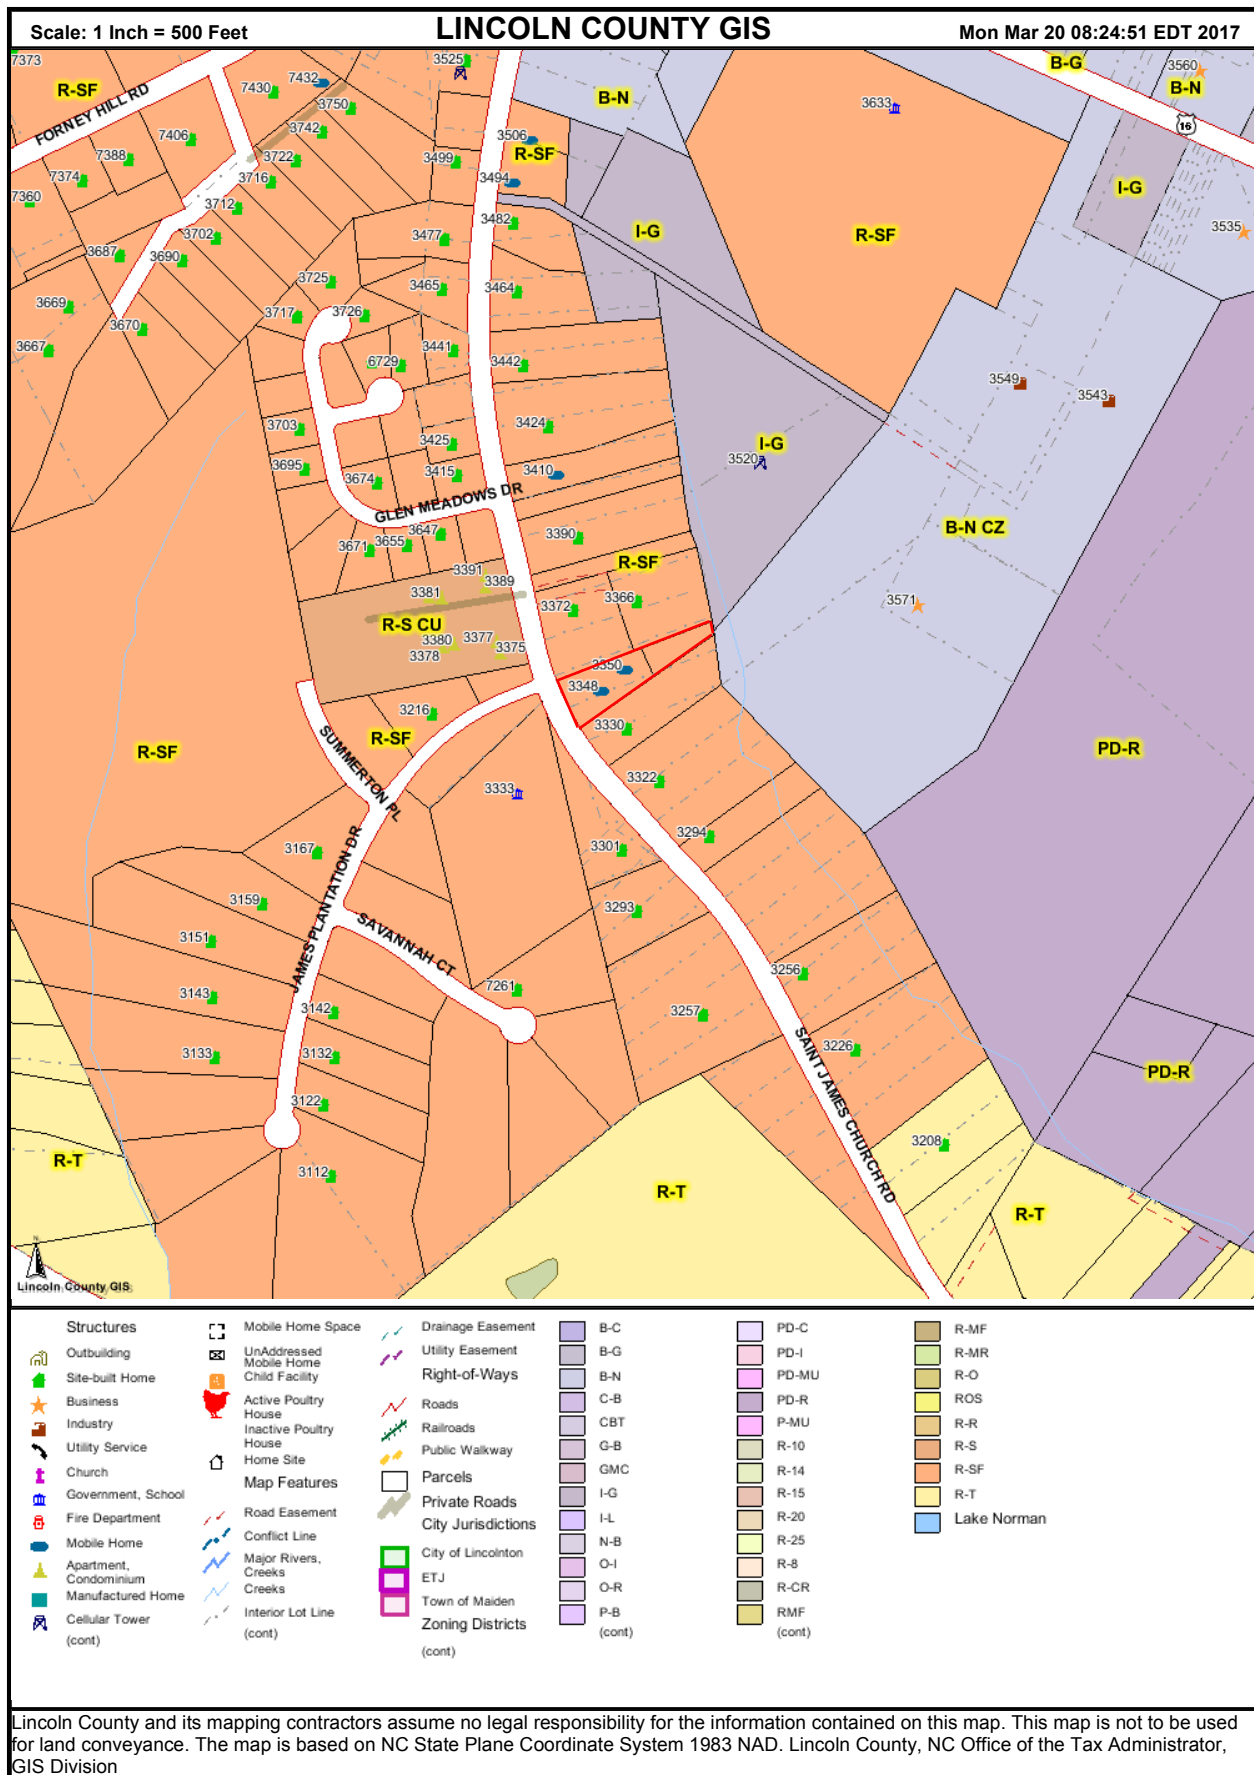 Scale: 1 Inch = 500 Feet
LINCOLN COUNTY GIS
Mon Mar 20 08:24:51 EDT 2017
7373
3525
B-G
3560
B-N
R-SF
7430
7432
3750
B-N
3633
16
FORNEY HILL RD
7406
3742
3506
R-SF
7388
3722
3499
7374
3716
3494
I-G
7360
3712
3482
3702
3477
I-G
R-SF
3535
3687
3690
3725
3465
3464
3669
3717
3726
3670
3667
3441
6729
3442
3549
3543
3703
3424
3425
I-G
3695
3674
3415
3410
3520
GLEN MEADOWS DR
3647
3390
B-N CZ
3671
3655
3391
R-SF
3389
3381
3372
3366
3571
R-S CU
3380
3377
3375
3378
3350
3348
3216
3330
R-SF
R-SF
PD-R
SUMMERTON PL
3322
3333
3294
3301
3167
JAMES PLANTATION DR
3159
3293
SAVANNAH CT
3151
3256
3143
7261
3142
3257
SAINT JAMES CHURCH RD
3133
3132
3226
PD-R
3122
3208
R-T
3112
R-T
R-T
N
Lincoln County GIS
Structures
Outbuilding
Site-built Home
Business
Industry
Utility Service
Church
Government, School
Fire Department
Mobile Home
Apartment,
Condominium
Manufactured Home
Cellular Tower
(cont)
Mobile Home Space
UnAddressed
Mobile Home
Child Facility
Active Poultry
House
Inactive Poultry
House
Home Site
Map Features
Road Easement
Conflict Line
Major Rivers,
Creeks
Creeks
Interior Lot Line
(cont)
Drainage Easement
Utility Easement
Right-of-Ways
Roads
Railroads
Public Walkway
Parcels
Private Roads
City Jurisdictions
City of Lincolnton
ETJ
Town of Maiden
Zoning Districts
(cont)
B-C
B-G
B-N
C-B
CBT
G-B
GMC
I-G
I-L
N-B
O-I
O-R
P-B
(cont)
PD-C
PD-I
PD-MU
PD-R
P-MU
R-10
R-14
R-15
R-20
R-25
R-8
R-CR
RMF
(cont)
R-MF
R-MR
R-O
ROS
R-R
R-S
R-SF
R-T
Lake Norman
Lincoln County and its mapping contractors assume no legal responsibility for the information contained on this map. This map is not to be used
for land conveyance. The map is based on NC State Plane Coordinate System 1983 NAD. Lincoln County, NC Office of the Tax Administrator,
GIS Division